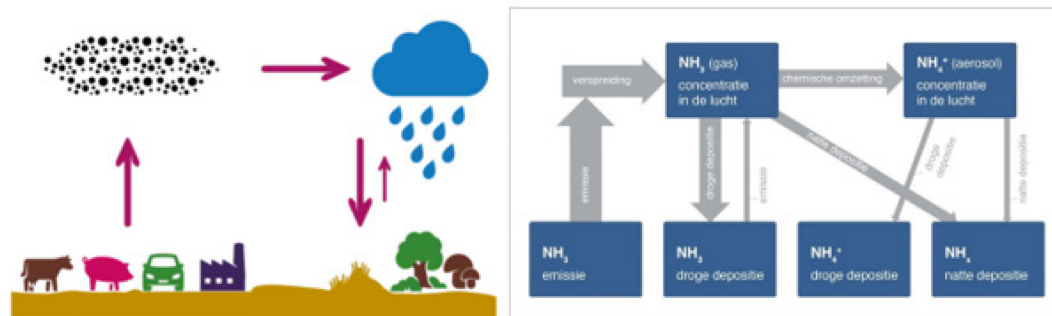 NH₃ (gas)
concentratie
in de lucht
NH₄⁺ (aerosol)
concentratie
in de lucht
verspreiding
chemische omzetting
emissie
droge depositie
emissie
natte depositie
droge
depositie
natte depositie
NH₃
emissie
NH₃
droge depositie
NH₄⁺
droge depositie
NHₓ
natte depositie